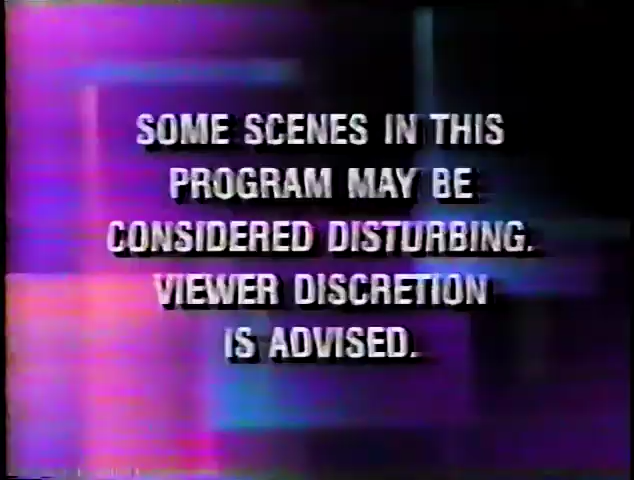 SOME SCENES IN THIS
PROGRAM MAY BE
CONSIDERED DISTURBING.
VIEWER DISCRETION
IS ADVISED.